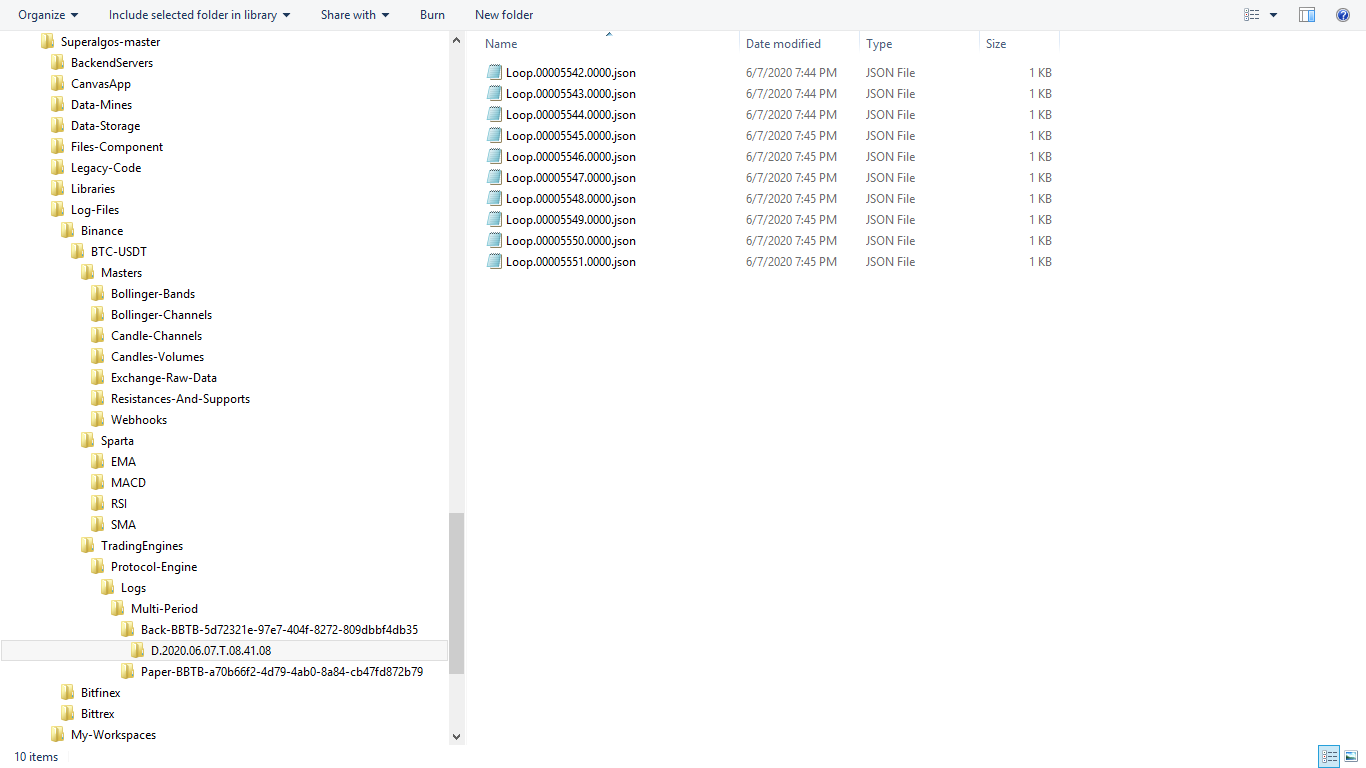 Organize Include selected folder in library Share with Burn New folder
Superalgos-master
BackendServers
CanvasApp
Data-Mines
Data-Storage
Files-Component
Legacy-Code
Libraries
Log-Files
Binance
BTC-USDT
Masters
Bollinger-Bands
Bollinger-Channels
Candle-Channels
Candles-Volumes
Exchange-Raw-Data
Resistances-And-Supports
Webhooks
Sparta
EMA
MACD
RSI
SMA
TradingEngines
Protocol-Engine
Logs
Multi-Period
Back-BBTB-5d72321e-97e7-404f-8272-809dbbf4db35
D.2020.06.07.T.08.41.08
Paper-BBTB-a70b66f2-4d79-4ab0-8a84-cb47fd872b79
Bitfinex
Bittrex
My-Workspaces
Name Date modified Type Size
Loop.00005542.0000.json 6/7/2020 7:44 PM JSON File 1 KB
Loop.00005543.0000.json 6/7/2020 7:44 PM JSON File 1 KB
Loop.00005544.0000.json 6/7/2020 7:44 PM JSON File 1 KB
Loop.00005545.0000.json 6/7/2020 7:45 PM JSON File 1 KB
Loop.00005546.0000.json 6/7/2020 7:45 PM JSON File 1 KB
Loop.00005547.0000.json 6/7/2020 7:45 PM JSON File 1 KB
Loop.00005548.0000.json 6/7/2020 7:45 PM JSON File 1 KB
Loop.00005549.0000.json 6/7/2020 7:45 PM JSON File 1 KB
Loop.00005550.0000.json 6/7/2020 7:45 PM JSON File 1 KB
Loop.00005551.0000.json 6/7/2020 7:45 PM JSON File 1 KB
10 items